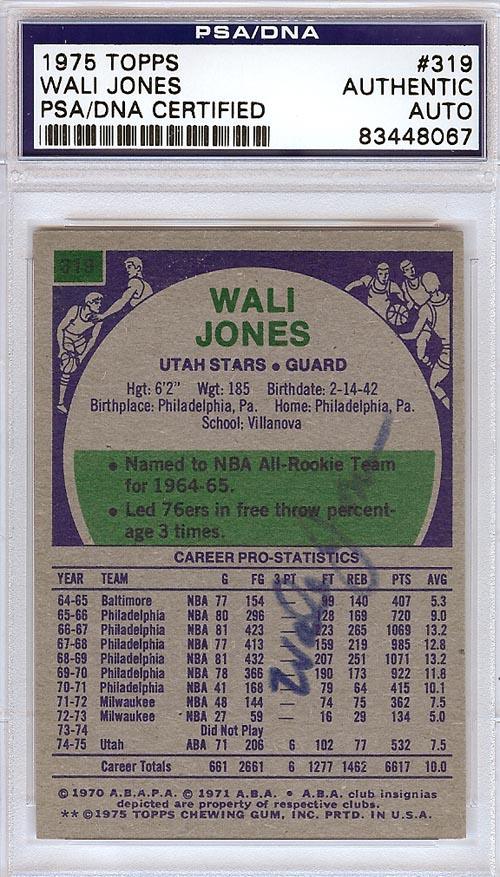 PSA/DNA
1975 TOPPS #319
WALI JONES AUTHENTIC
PSA/DNA CERTIFIED AUTO
83448067
319
WALI
JONES
UTAH STARS • GUARD
Hgt: 6'2" Wgt: 185 Birthdate: 2-14-42
Birthplace: Philadelphia, Pa. Home: Philadelphia, Pa.
School: Villanova
• Named to NBA All-Rookie Team
for 1964-65.
• Led 76ers in free throw percent-
age 3 times.
Wali Jones
CAREER PRO-STATISTICS
YEAR TEAM G FG 3 PT FT REB PTS AVG
64-65 Baltimore NBA 77 154 — 99 140 407 5.3
65-66 Philadelphia NBA 80 296 — 128 169 720 9.0
66-67 Philadelphia NBA 81 423 — 223 265 1069 13.2
67-68 Philadelphia NBA 77 413 — 159 219 985 12.8
68-69 Philadelphia NBA 81 432 — 207 251 1071 13.2
69-70 Philadelphia NBA 78 366 — 190 173 922 11.8
70-71 Philadelphia NBA 41 168 — 79 64 415 10.1
71-72 Milwaukee NBA 48 144 — 74 75 362 7.5
72-73 Milwaukee NBA 27 59 — 16 29 134 5.0
73-74 Did Not Play
74-75 Utah ABA 71 206 6 102 77 532 7.5
Career Totals 661 2661 6 1277 1462 6617 10.0
© 1970 A.B.A.P.A. © 1971 A.B.A. • A.B.A. club insignias
depicted are property of respective clubs.
** © 1975 TOPPS CHEWING GUM, INC. PRTD. IN U.S.A.